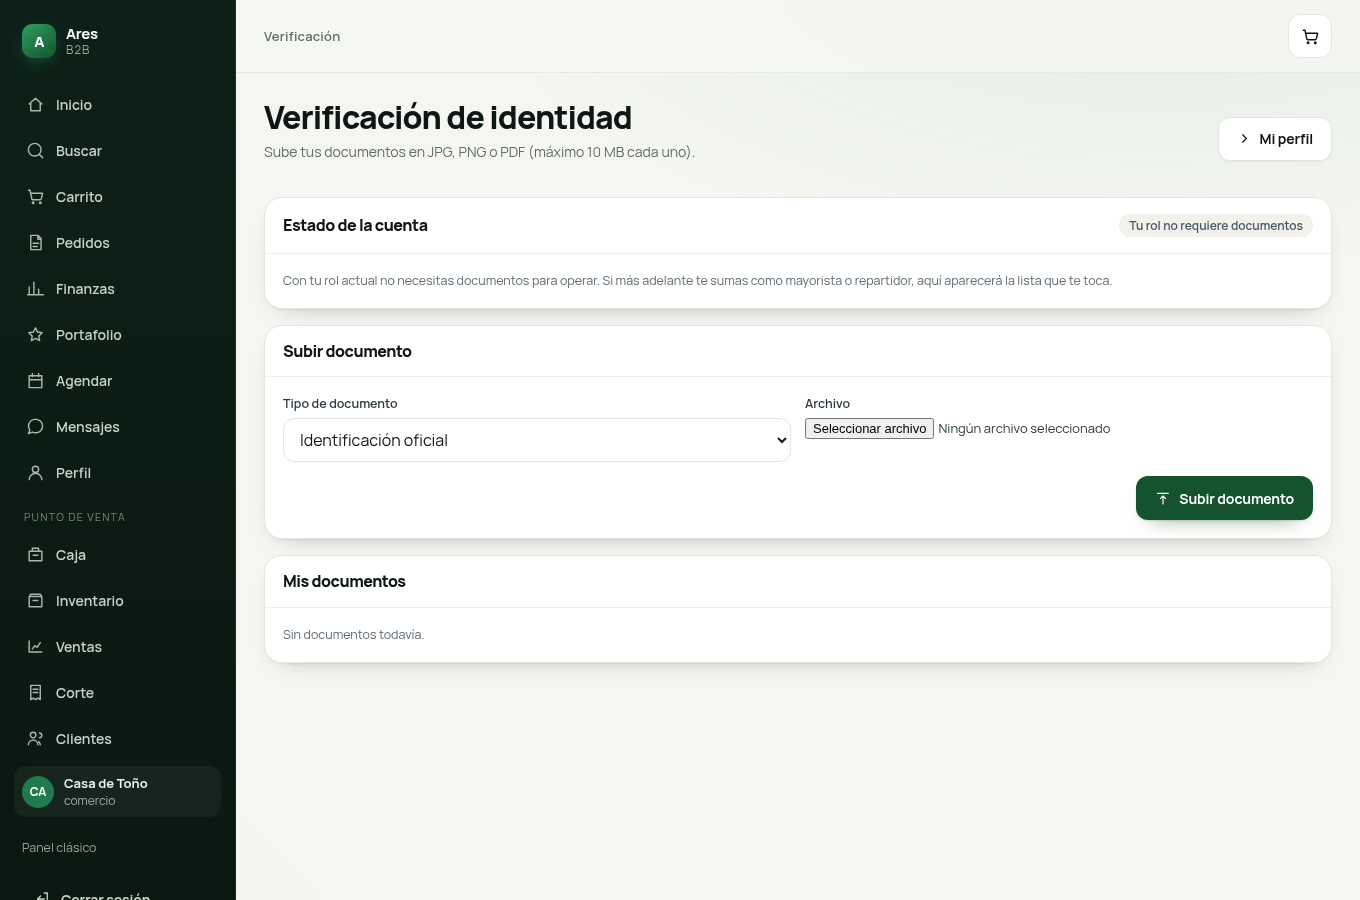 A
Ares
B2B
Inicio
Buscar
Carrito
Pedidos
Finanzas
Portafolio
Agendar
Mensajes
Perfil
PUNTO DE VENTA
Caja
Inventario
Ventas
Corte
Clientes
CA
Casa de Toño
comercio
Panel clásico
Cerrar sesión
Verificación
Verificación de identidad
Sube tus documentos en JPG, PNG o PDF (máximo 10 MB cada uno).
Mi perfil
Estado de la cuenta
Tu rol no requiere documentos
Con tu rol actual no necesitas documentos para operar. Si más adelante te sumas como mayorista o repartidor, aquí aparecerá la lista que te toca.
Subir documento
Tipo de documento
Identificación oficial
Archivo
Seleccionar archivo Ningún archivo seleccionado
Subir documento
Mis documentos
Sin documentos todavía.